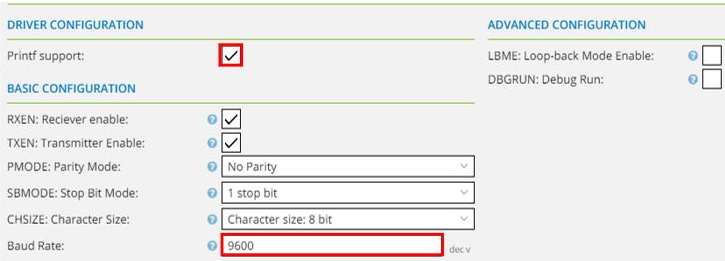 DRIVER CONFIGURATION
Printf support:
BASIC CONFIGURATION
RXEN: Reciever enable:
TXEN: Transmitter Enable:
PMODE: Parity Mode: No Parity
SBMODE: Stop Bit Mode: 1 stop bit
CHSIZE: Character Size: Character size: 8 bit
Baud Rate: 9600 dec v
ADVANCED CONFIGURATION
LBME: Loop-back Mode Enable:
DBGRUN: Debug Run: